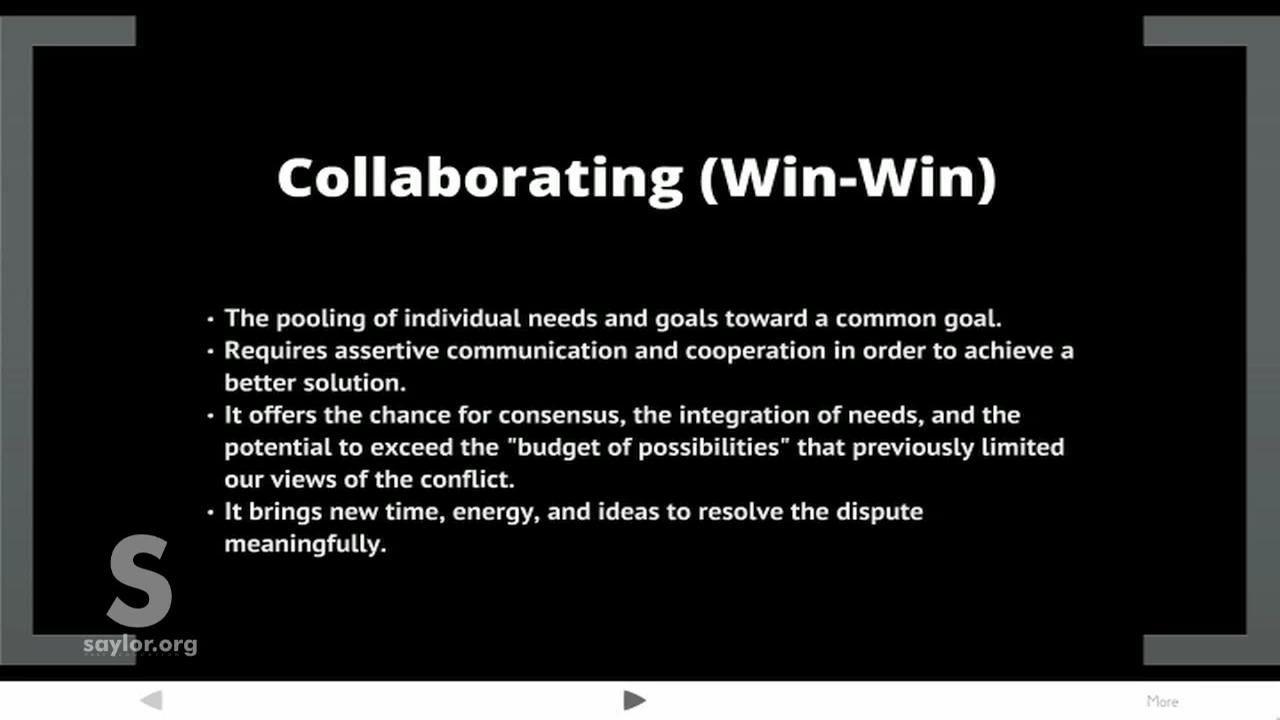 Collaborating (Win-Win)
• The pooling of individual needs and goals toward a common goal.
• Requires assertive communication and cooperation in order to achieve a
better solution.
• It offers the chance for consensus, the integration of needs, and the
potential to exceed the "budget of possibilities" that previously limited
our views of the conflict.
• It brings new time, energy, and ideas to resolve the dispute
meaningfully.
S
saylor.org
More